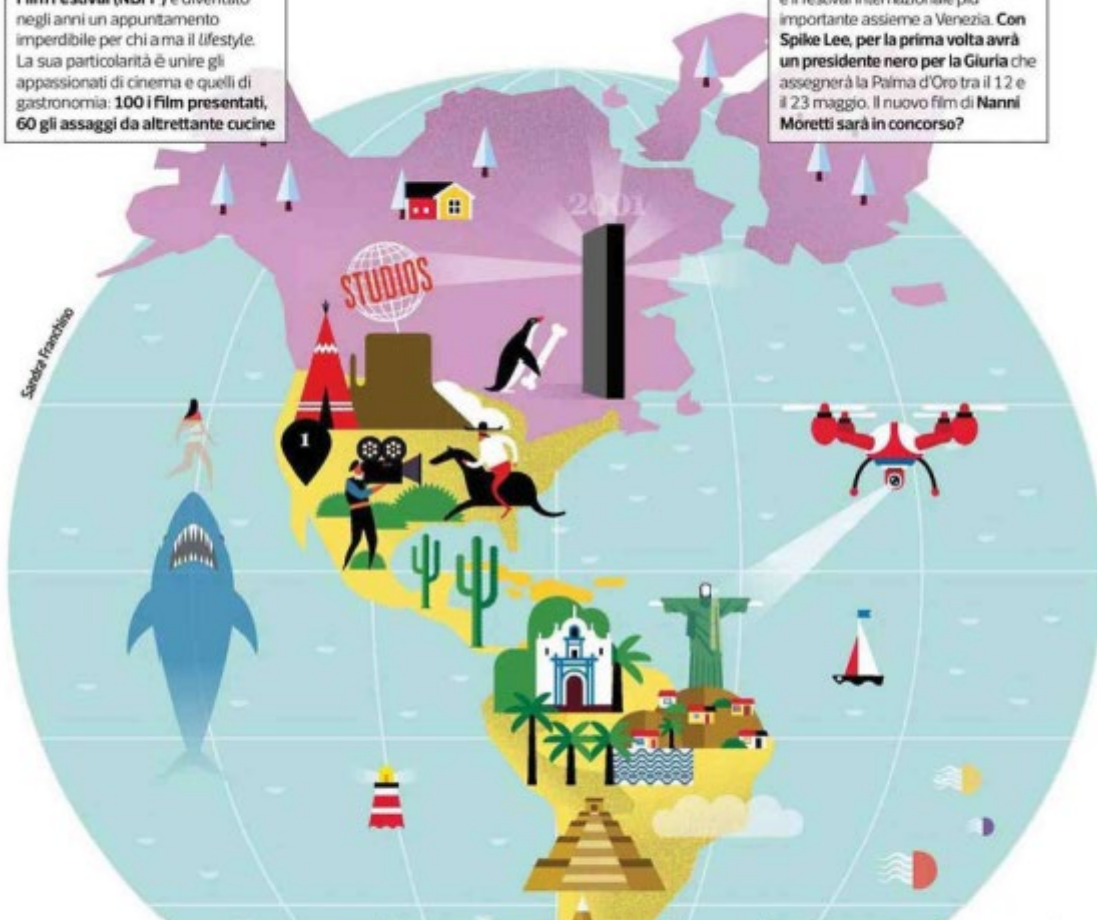 Film Festival (NBFF) è diventato
negli anni un appuntamento
imperdibile per chi ama il lifestyle.
La sua particolarità è unire gli
appassionati di cinema e quelli di
gastronomia: 100 i film presentati,
60 gli assaggi da altrettante cucine
è il festival internazionale più
importante assieme a Venezia. Con
Spike Lee, per la prima volta avrà
un presidente nero per la Giuria che
assegnerà la Palma d'Oro tra il 12 e
il 23 maggio. Il nuovo film di Nanni
Moretti sarà in concorso?
2001
STUDIOS
Sandra Franchino
1